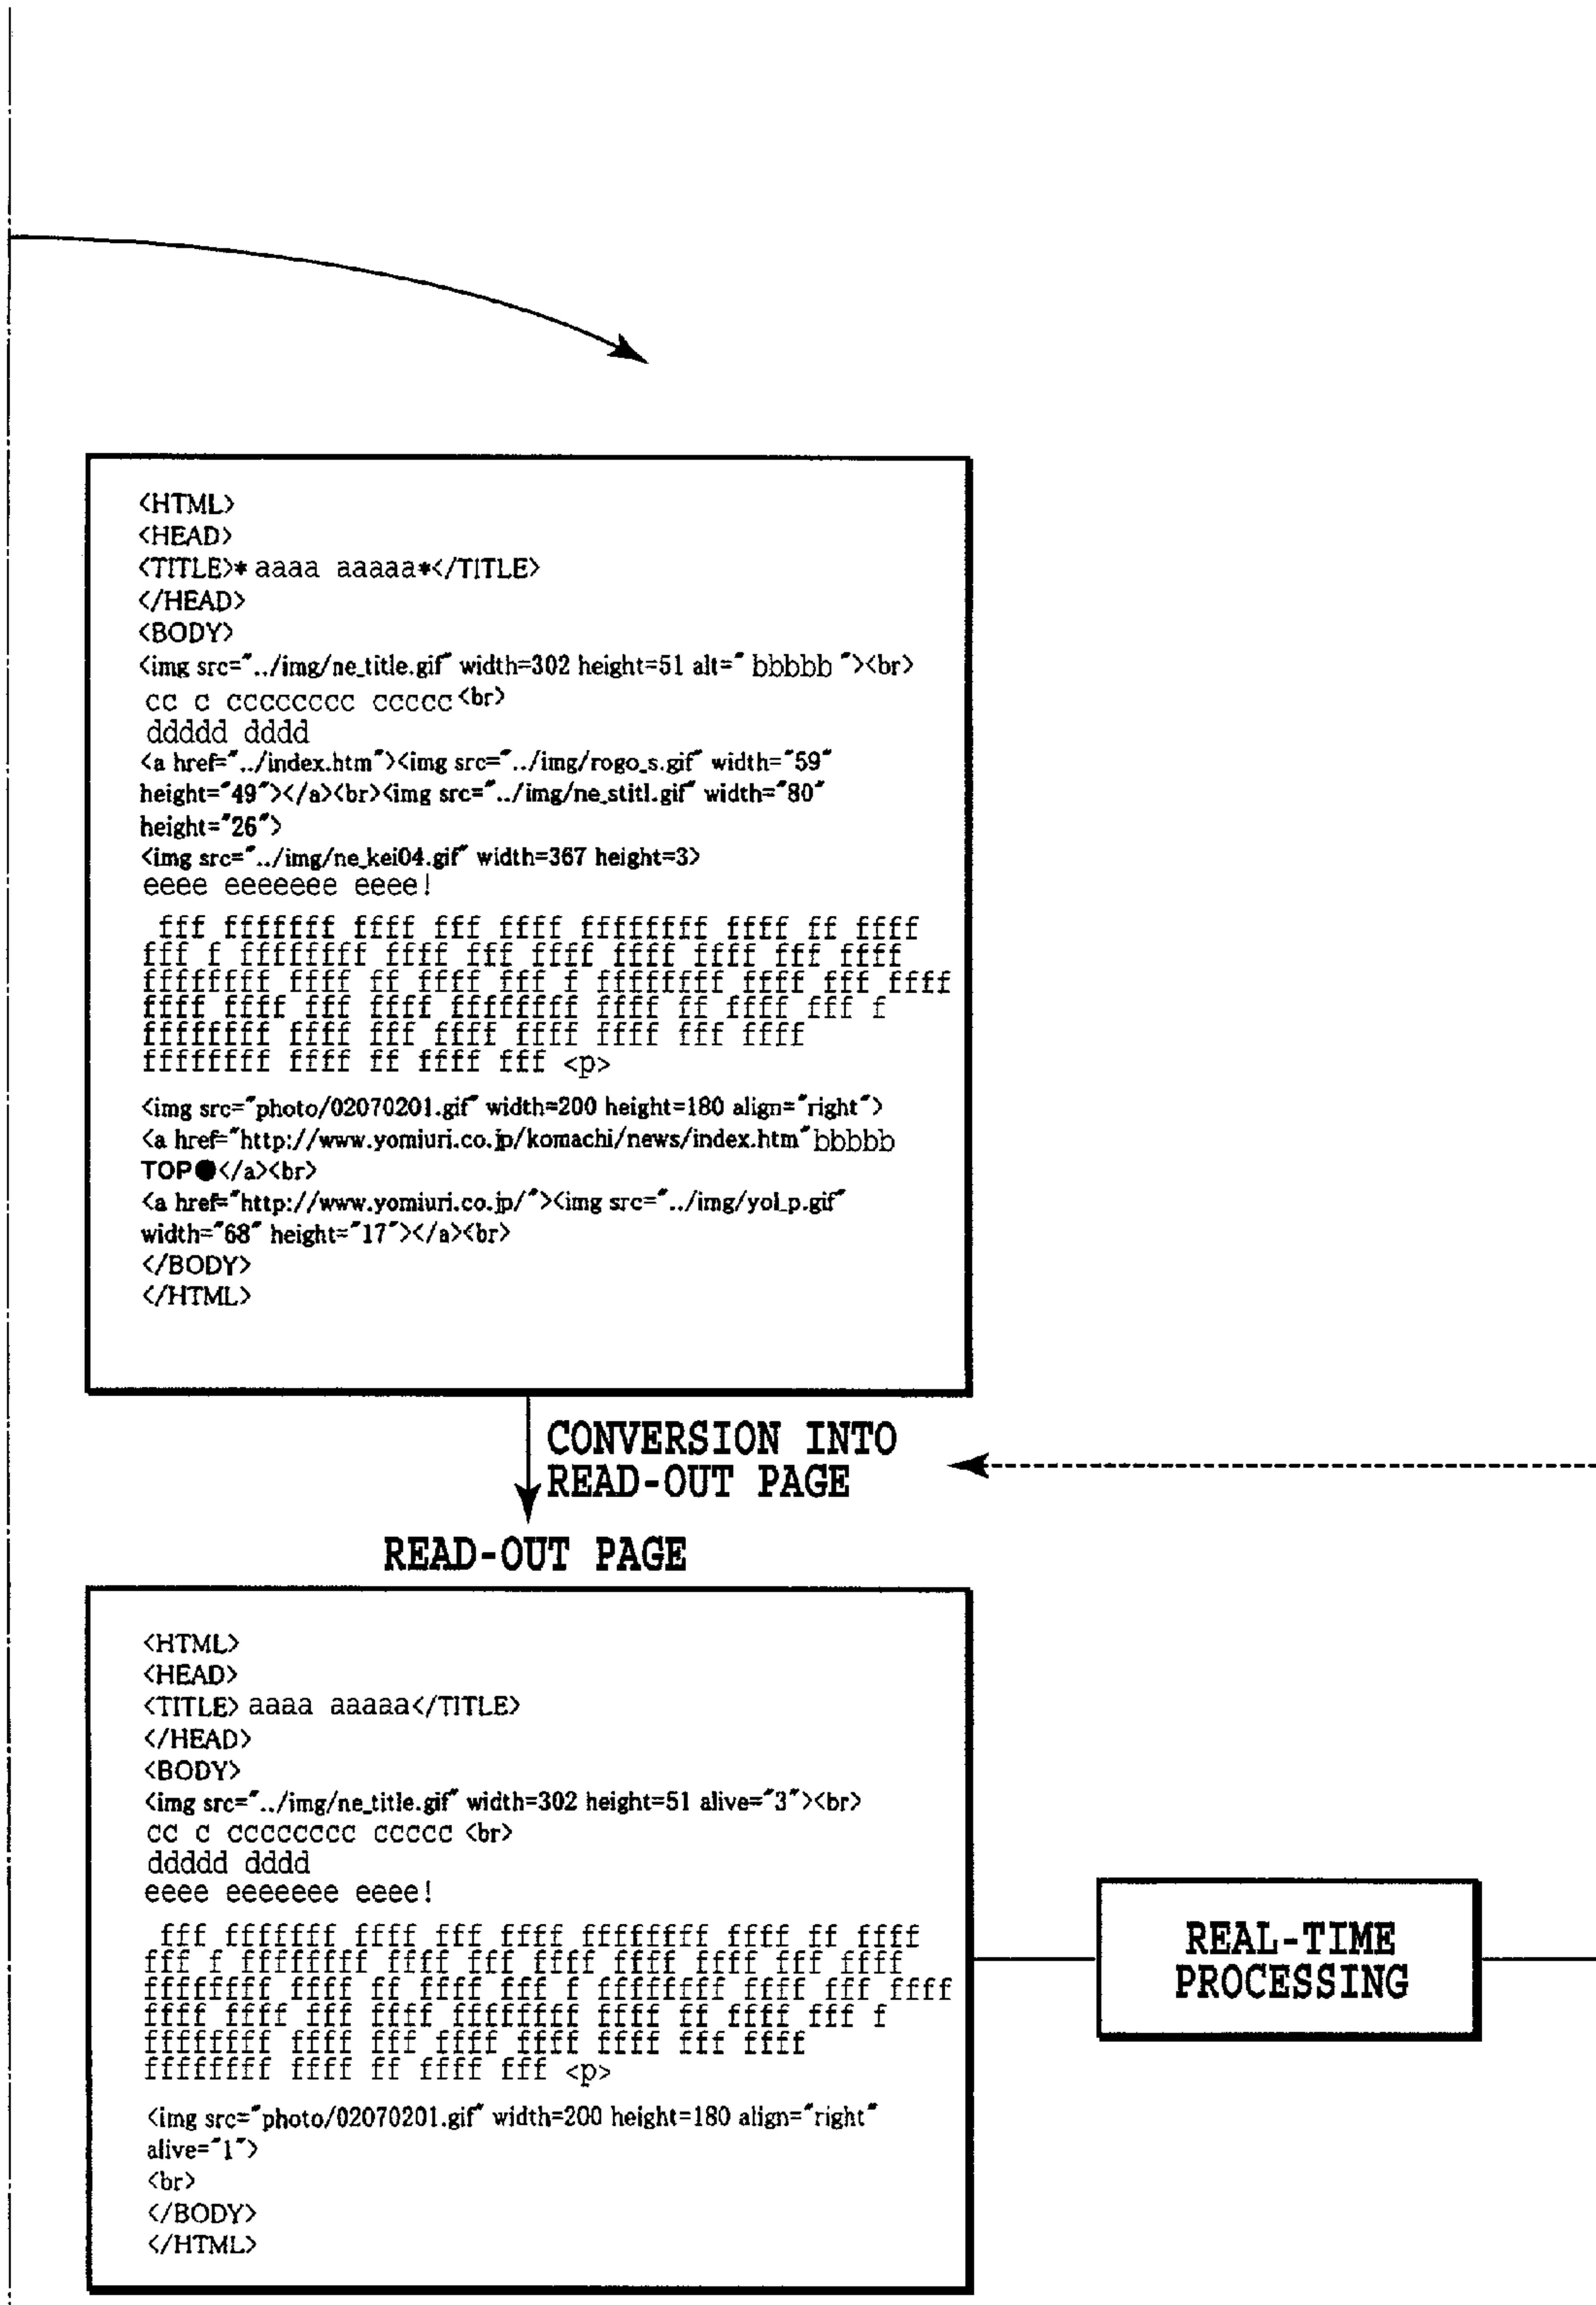 <HTML>
<HEAD>
<TITLE>* aaaa aaaaa*</TITLE>
</HEAD>
<BODY>
<img src="../img/ne_title.gif" width=302 height=51 alt=" bbbbb "><br>
cc c cccccccc ccccc<br>
ddddd dddd
<a href="../index.htm"><img src="../img/rogo_s.gif" width="59"
height="49"></a><br><img src="../img/ne_stitl.gif" width="80"
height="26">
<img src="../img/ne_kei04.gif" width=367 height=3>
eeee eeeeeee eeee!
fff fffffff ffff fff ffff ffffffff ffff ff ffff
fff f ffffffff ffff fff ffff ffff ffff fff ffff
ffffffff ffff ff ffff fff f ffffffff ffff fff ffff
ffff ffff fff ffff ffffffff ffff ff ffff fff f
ffffffff ffff fff ffff ffff ffff fff ffff
ffffffff ffff ff ffff fff <p>
<img src="photo/02070201.gif" width=200 height=180 align="right">
<a href="http://www.yomiuri.co.jp/komachi/news/index.htm"bbbbb
TOP●</a><br>
<a href="http://www.yomiuri.co.jp/"><img src="../img/yol_p.gif"
width="68" height="17"></a><br>
</BODY>
</HTML>
CONVERSION INTO
READ-OUT PAGE
READ-OUT PAGE
<HTML>
<HEAD>
<TITLE> aaaa aaaaa</TITLE>
</HEAD>
<BODY>
<img src="../img/ne_title.gif" width=302 height=51 alive="3"><br>
cc c cccccccc ccccc <br>
ddddd dddd
eeee eeeeeee eeee!
fff fffffff ffff fff ffff ffffffff ffff ff ffff
fff f ffffffff ffff fff ffff ffff ffff fff ffff
ffffffff ffff ff ffff fff f ffffffff ffff fff ffff
ffff ffff fff ffff ffffffff ffff ff ffff fff f
ffffffff ffff fff ffff ffff ffff fff ffff
ffffffff ffff ff ffff fff <p>
<img src="photo/02070201.gif" width=200 height=180 align="right"
alive="1">
<br>
</BODY>
</HTML>
REAL-TIME
PROCESSING